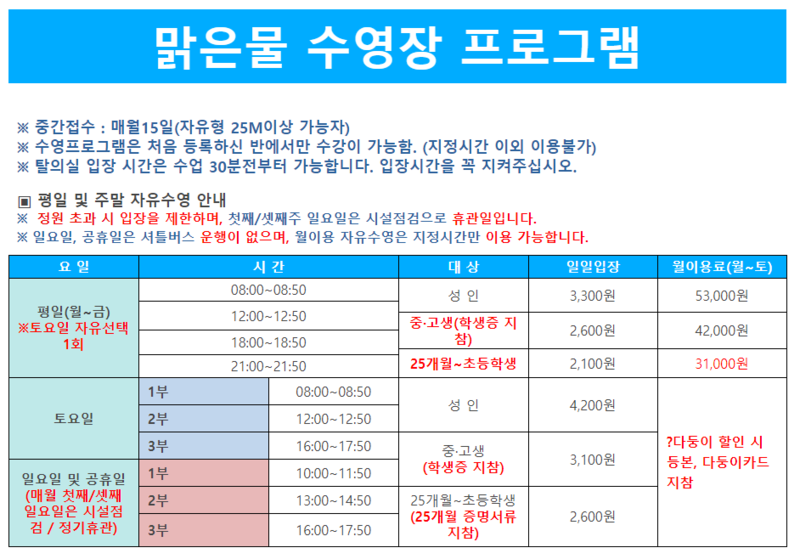 맑은물 수영장 프로그램
※ 중간접수 : 매월15일(자유형 25M이상 가능자)
※ 수영프로그램은 처음 등록하신 반에서만 수강이 가능함. (지정시간 이외 이용불가)
※ 탈의실 입장 시간은 수업 30분전부터 가능합니다. 입장시간을 꼭 지켜주십시오.
▣ 평일 및 주말 자유수영 안내
※ 정원 초과 시 입장을 제한하며, 첫째/셋째주 일요일은 시설점검으로 휴관일입니다.
※ 일요일, 공휴일은 셔틀버스 운행이 없으며, 월이용 자유수영은 지정시간만 이용 가능합니다.
요 일 시 간 대 상 일일입장 월이용료(월~토)
평일(월~금)
※토요일 자유선택
1회
08:00~08:50
12:00~12:50
18:00~18:50
21:00~21:50
성 인 3,300원 53,000원
중·고생(학생증 지
참)
2,600원 42,000원
25개월~초등학생 2,100원 31,000원
토요일
1부 08:00~08:50
2부 12:00~12:50
3부 16:00~17:50
일요일 및 공휴일
(매월 첫째/셋째
일요일은 시설점
검 / 정기휴관)
1부 10:00~11:50
2부 13:00~14:50
3부 16:00~17:50
성 인 4,200원
중·고생
(학생증 지참)
3,100원
25개월~초등학생
(25개월 증명서류
지참)
2,600원
?다둥이 할인 시
등본, 다둥이카드
지참